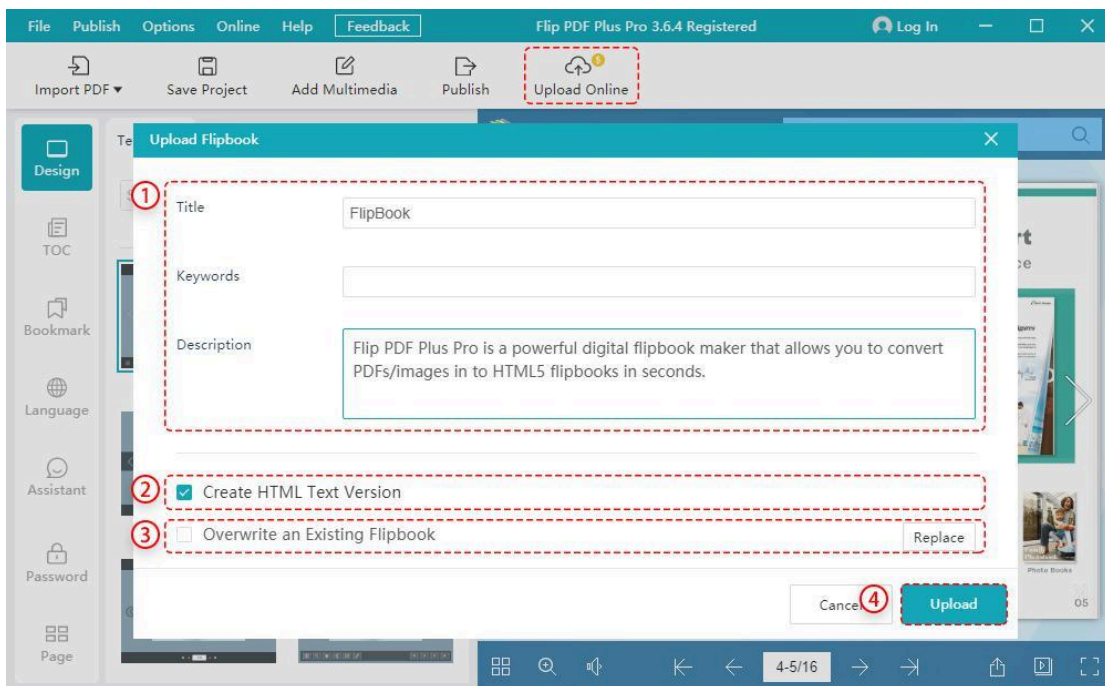 File Publish Options Online Help Feedback Flip PDF Plus Pro 3.6.4 Registered Log In
Import PDF Save Project Add Multimedia Publish Upload Online
Design
TOC
Bookmark
Language
Assistant
Password
Page
Te
Upload Flipbook
1
Title
FlipBook
Keywords
Description
Flip PDF Plus Pro is a powerful digital flipbook maker that allows you to convert
PDFs/images in to HTML5 flipbooks in seconds.
2
Create HTML Text Version
3
Overwrite an Existing Flipbook
Replace
Cancel
4
Upload
rt
ce
Photo Books
05
4-5/16